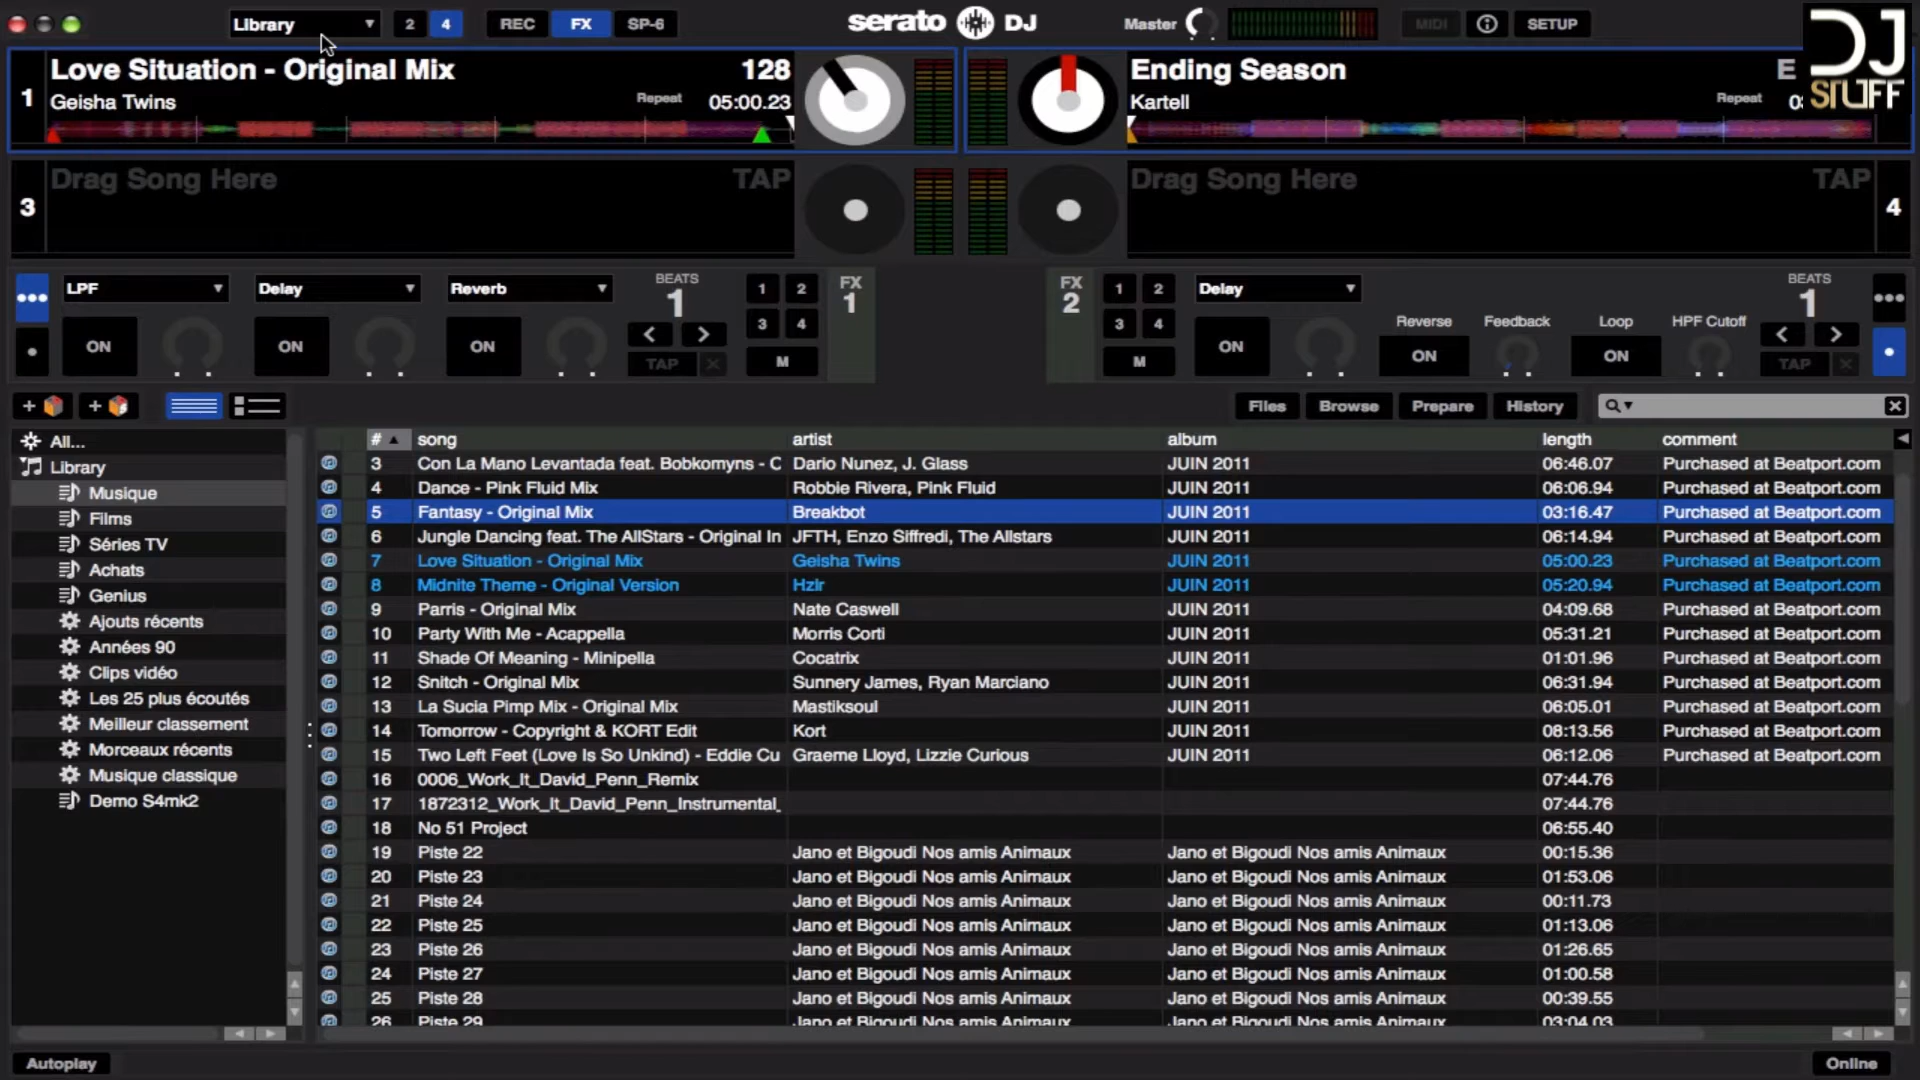 Library 2 4 REC FX SP-6 serato DJ Master MIDI SETUP
DJ
STUFF
1 Love Situation - Original Mix 128
Geisha Twins Repeat 05:00.23
Ending Season E
Kartell Repeat
3 Drag Song Here TAP
Drag Song Here TAP 4
LPF Delay Reverb BEATS 1 1 2 FX 1
ON ON ON < > 3 4
TAP × M
FX 2 1 2 Delay BEATS 1
3 4 ON Reverse Feedback Loop HPF Cutoff < >
M ON ON TAP ×
+ + Files Browse Prepare History
All...
Library
Musique
Films
Séries TV
Achats
Genius
Ajouts récents
Années 90
Clips vidéo
Les 25 plus écoutés
Meilleur classement
Morceaux récents
Musique classique
Demo S4mk2
# song artist album length comment
3 Con La Mano Levantada feat. Bobkomyns - C Dario Nunez, J. Glass JUIN 2011 06:46.07 Purchased at Beatport.com
4 Dance - Pink Fluid Mix Robbie Rivera, Pink Fluid JUIN 2011 06:06.94 Purchased at Beatport.com
5 Fantasy - Original Mix Breakbot JUIN 2011 03:16.47 Purchased at Beatport.com
6 Jungle Dancing feat. The AllStars - Original In JFTH, Enzo Siffredi, The Allstars JUIN 2011 06:14.94 Purchased at Beatport.com
7 Love Situation - Original Mix Geisha Twins JUIN 2011 05:00.23 Purchased at Beatport.com
8 Midnite Theme - Original Version Hzlr JUIN 2011 05:20.94 Purchased at Beatport.com
9 Parris - Original Mix Nate Caswell JUIN 2011 04:09.68 Purchased at Beatport.com
10 Party With Me - Acappella Morris Corti JUIN 2011 05:31.21 Purchased at Beatport.com
11 Shade Of Meaning - Minipella Cocatrix JUIN 2011 01:01.96 Purchased at Beatport.com
12 Snitch - Original Mix Sunnery James, Ryan Marciano JUIN 2011 06:31.94 Purchased at Beatport.com
13 La Sucia Pimp Mix - Original Mix Mastiksoul JUIN 2011 06:05.01 Purchased at Beatport.com
14 Tomorrow - Copyright & KORT Edit Kort JUIN 2011 08:13.56 Purchased at Beatport.com
15 Two Left Feet (Love Is So Unkind) - Eddie Cu Graeme Lloyd, Lizzie Curious JUIN 2011 06:12.06 Purchased at Beatport.com
16 0006_Work_It_David_Penn_Remix 07:44.76
17 1872312_Work_It_David_Penn_Instrumental_ 07:44.76
18 No 51 Project 06:55.40
19 Piste 22 Jano et Bigoudi Nos amis Animaux Jano et Bigoudi Nos amis Animaux 00:15.36
20 Piste 23 Jano et Bigoudi Nos amis Animaux Jano et Bigoudi Nos amis Animaux 01:53.06
21 Piste 24 Jano et Bigoudi Nos amis Animaux Jano et Bigoudi Nos amis Animaux 00:11.73
22 Piste 25 Jano et Bigoudi Nos amis Animaux Jano et Bigoudi Nos amis Animaux 01:13.06
23 Piste 26 Jano et Bigoudi Nos amis Animaux Jano et Bigoudi Nos amis Animaux 01:26.65
24 Piste 27 Jano et Bigoudi Nos amis Animaux Jano et Bigoudi Nos amis Animaux 01:00.58
25 Piste 28 Jano et Bigoudi Nos amis Animaux Jano et Bigoudi Nos amis Animaux 00:39.55
26 Piste 29 Jano et Bigoudi Nos amis Animaux Jano et Bigoudi Nos amis Animaux 03:04.03
Autoplay Online